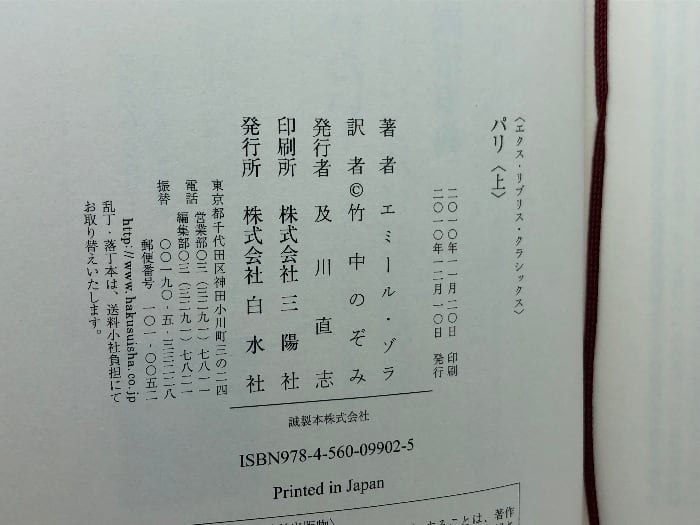 〈エクス・リブリス・クラシックス〉
パリ〈上〉
二〇一〇年一一月二〇日 印刷
二〇一〇年一二月一〇日 発行
著者 エミール・ゾラ
訳者©竹中のぞみ
発行者 及川直志
印刷所 株式会社三陽社
発行所 株式会社白水社
東京都千代田区神田小川町三の二四
電話 営業部〇三(三二九一)七八一一
編集部〇三(三二九一)七八二一
振替 〇〇一九〇・五・三三二二八
郵便番号 一〇一・〇〇五二
http://www.hakusuisha.co.jp
乱丁・落丁本は、送料小社負担にて
お取り替えいたします。
誠製本株式会社
ISBN978-4-560-09902-5
Printed in Japan
することは、著作